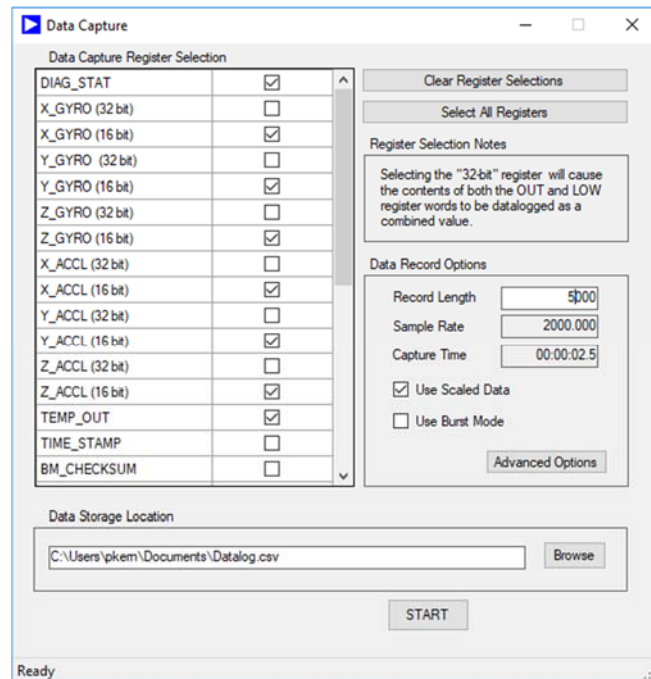 Data Capture
Data Capture Register Selection
DIAG_STAT
X_GYRO (32 bit)
X_GYRO (16 bit)
Y_GYRO (32 bit)
Y_GYRO (16 bit)
Z_GYRO (32 bit)
Z_GYRO (16 bit)
X_ACCL (32 bit)
X_ACCL (16 bit)
Y_ACCL (32 bit)
Y_ACCL (16 bit)
Z_ACCL (32 bit)
Z_ACCL (16 bit)
TEMP_OUT
TIME_STAMP
BM_CHECKSUM
Clear Register Selections
Select All Registers
Register Selection Notes
Selecting the "32-bit" register will cause
the contents of both the OUT and LOW
register words to be datalogged as a
combined value.
Data Record Options
Record Length 5000
Sample Rate 2000.000
Capture Time 00:00:02.5
Use Scaled Data
Use Burst Mode
Advanced Options
Data Storage Location
C:\Users\pkern\Documents\Datalog.csv Browse
START
Ready